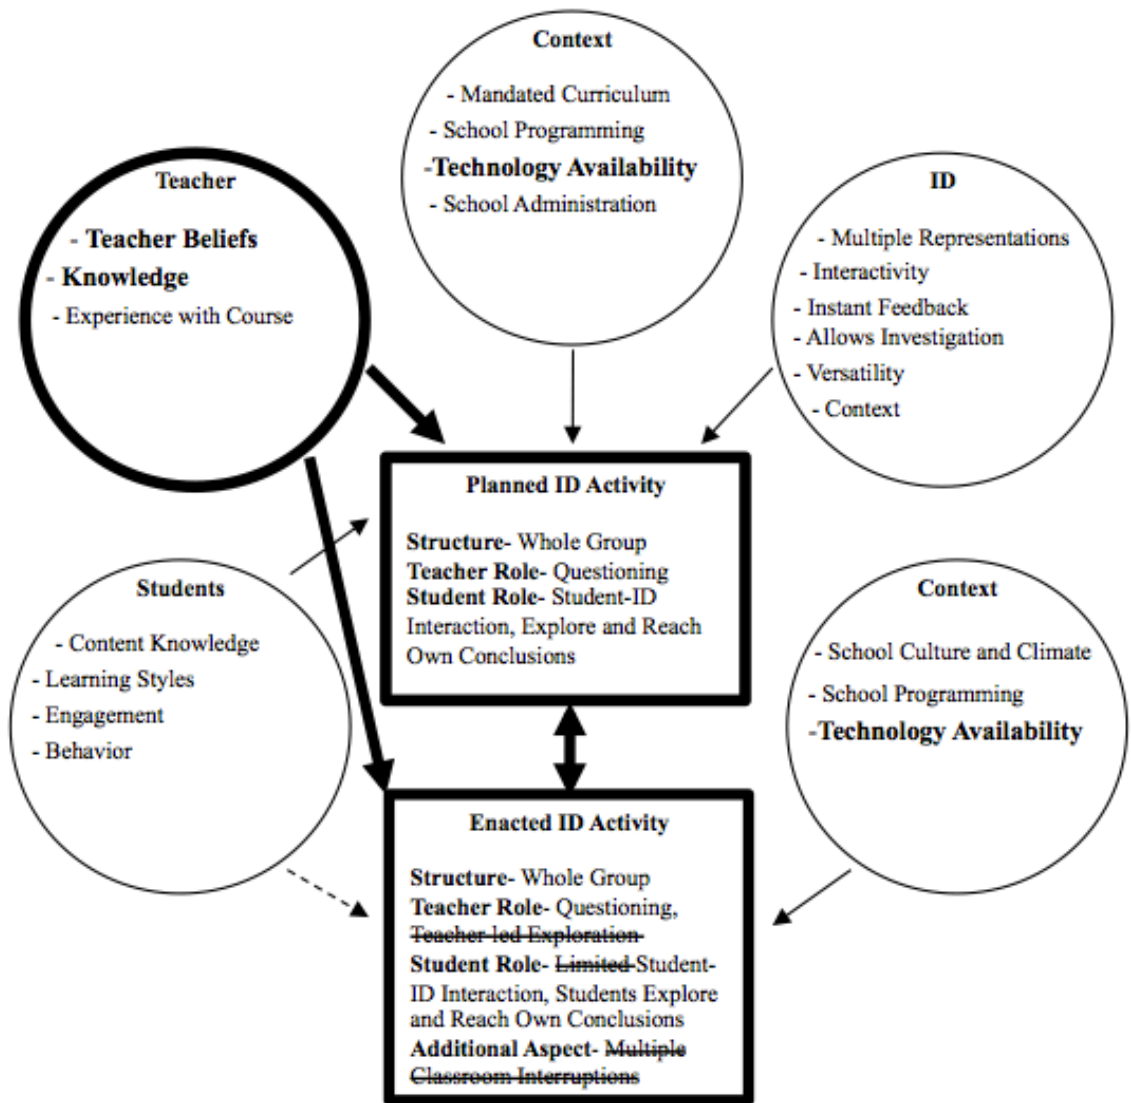 Context
- Mandated Curriculum
- School Programming
-Technology Availability
- School Administration
Teacher
- Teacher Beliefs
- Knowledge
- Experience with Course
ID
- Multiple Representations
- Interactivity
- Instant Feedback
- Allows Investigation
- Versatility
- Context
Planned ID Activity
Structure- Whole Group
Teacher Role- Questioning
Student Role- Student-ID
Interaction, Explore and Reach
Own Conclusions
Students
- Content Knowledge
- Learning Styles
- Engagement
- Behavior
Context
- School Culture and Climate
- School Programming
-Technology Availability
Enacted ID Activity
Structure- Whole Group
Teacher Role- Questioning,
Teacher-led Exploration
Student Role- Limited Student-
ID Interaction, Students Explore
and Reach Own Conclusions
Additional Aspect- Multiple
Classroom Interruptions